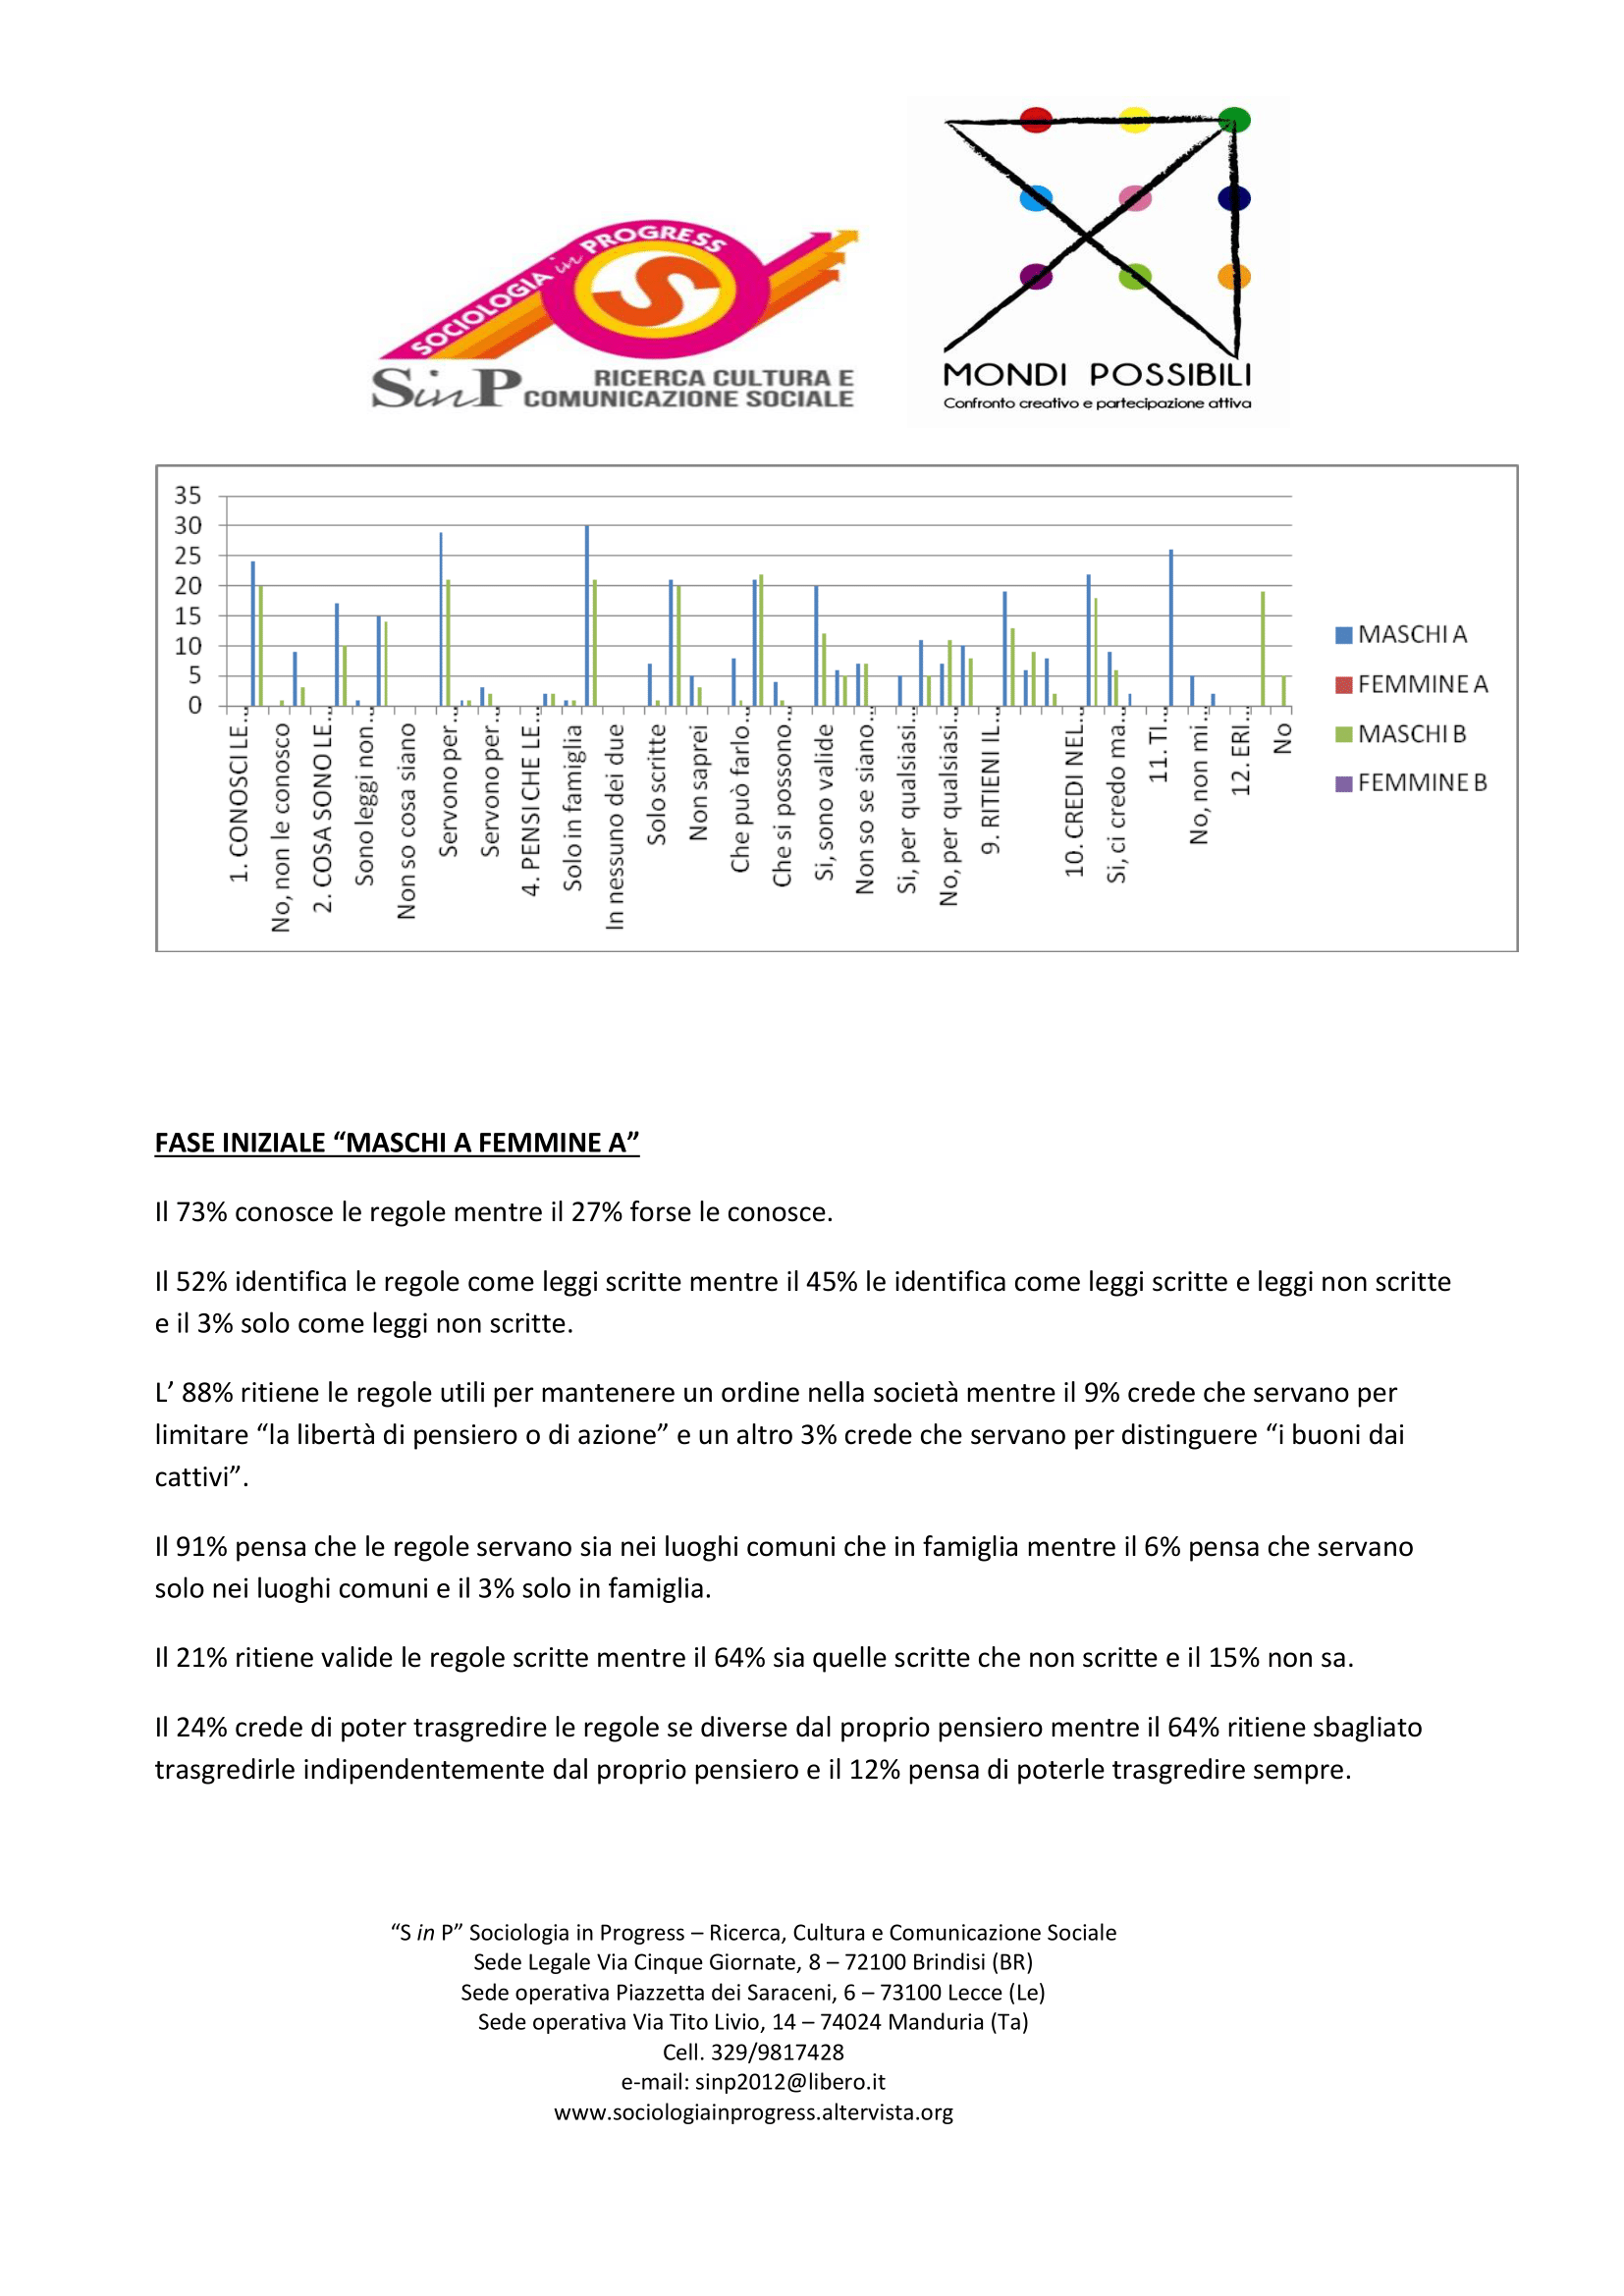 SOCIOLOGIA in PROGRESS
S
SinP RICERCA CULTURA E
COMUNICAZIONE SOCIALE
MONDI POSSIBILI
Confronto creativo e partecipazione attiva
35
30
25
20
15
10
5
0
1. CONOSCI LE...
No, non le conosco
2. COSA SONO LE...
Sono leggi non...
Non so cosa siano
Servono per...
Servono per...
4. PENSI CHE LE...
Solo in famiglia
In nessuno dei due
Solo scritte
Non saprei
Che può farlo...
Che si possono...
Si, sono valide
Non so se siano...
Si, per qualsiasi...
No, per qualsiasi...
9. RITIENI IL...
10. CREDI NEL...
Si, ci credo ma...
11. TI...
No, non mi...
12. ERI...
No
MASCHI A
FEMMINE A
MASCHI B
FEMMINE B
FASE INIZIALE “MASCHI A FEMMINE A”
Il 73% conosce le regole mentre il 27% forse le conosce.
Il 52% identifica le regole come leggi scritte mentre il 45% le identifica come leggi scritte e leggi non scritte
e il 3% solo come leggi non scritte.
L’ 88% ritiene le regole utili per mantenere un ordine nella società mentre il 9% crede che servano per
limitare “la libertà di pensiero o di azione” e un altro 3% crede che servano per distinguere “i buoni dai
cattivi”.
Il 91% pensa che le regole servano sia nei luoghi comuni che in famiglia mentre il 6% pensa che servano
solo nei luoghi comuni e il 3% solo in famiglia.
Il 21% ritiene valide le regole scritte mentre il 64% sia quelle scritte che non scritte e il 15% non sa.
Il 24% crede di poter trasgredire le regole se diverse dal proprio pensiero mentre il 64% ritiene sbagliato
trasgredirle indipendentemente dal proprio pensiero e il 12% pensa di poterle trasgredire sempre.
“S in P” Sociologia in Progress – Ricerca, Cultura e Comunicazione Sociale
Sede Legale Via Cinque Giornate, 8 – 72100 Brindisi (BR)
Sede operativa Piazzetta dei Saraceni, 6 – 73100 Lecce (Le)
Sede operativa Via Tito Livio, 14 – 74024 Manduria (Ta)
Cell. 329/9817428
e-mail: sinp2012@libero.it
www.sociologiainprogress.altervista.org